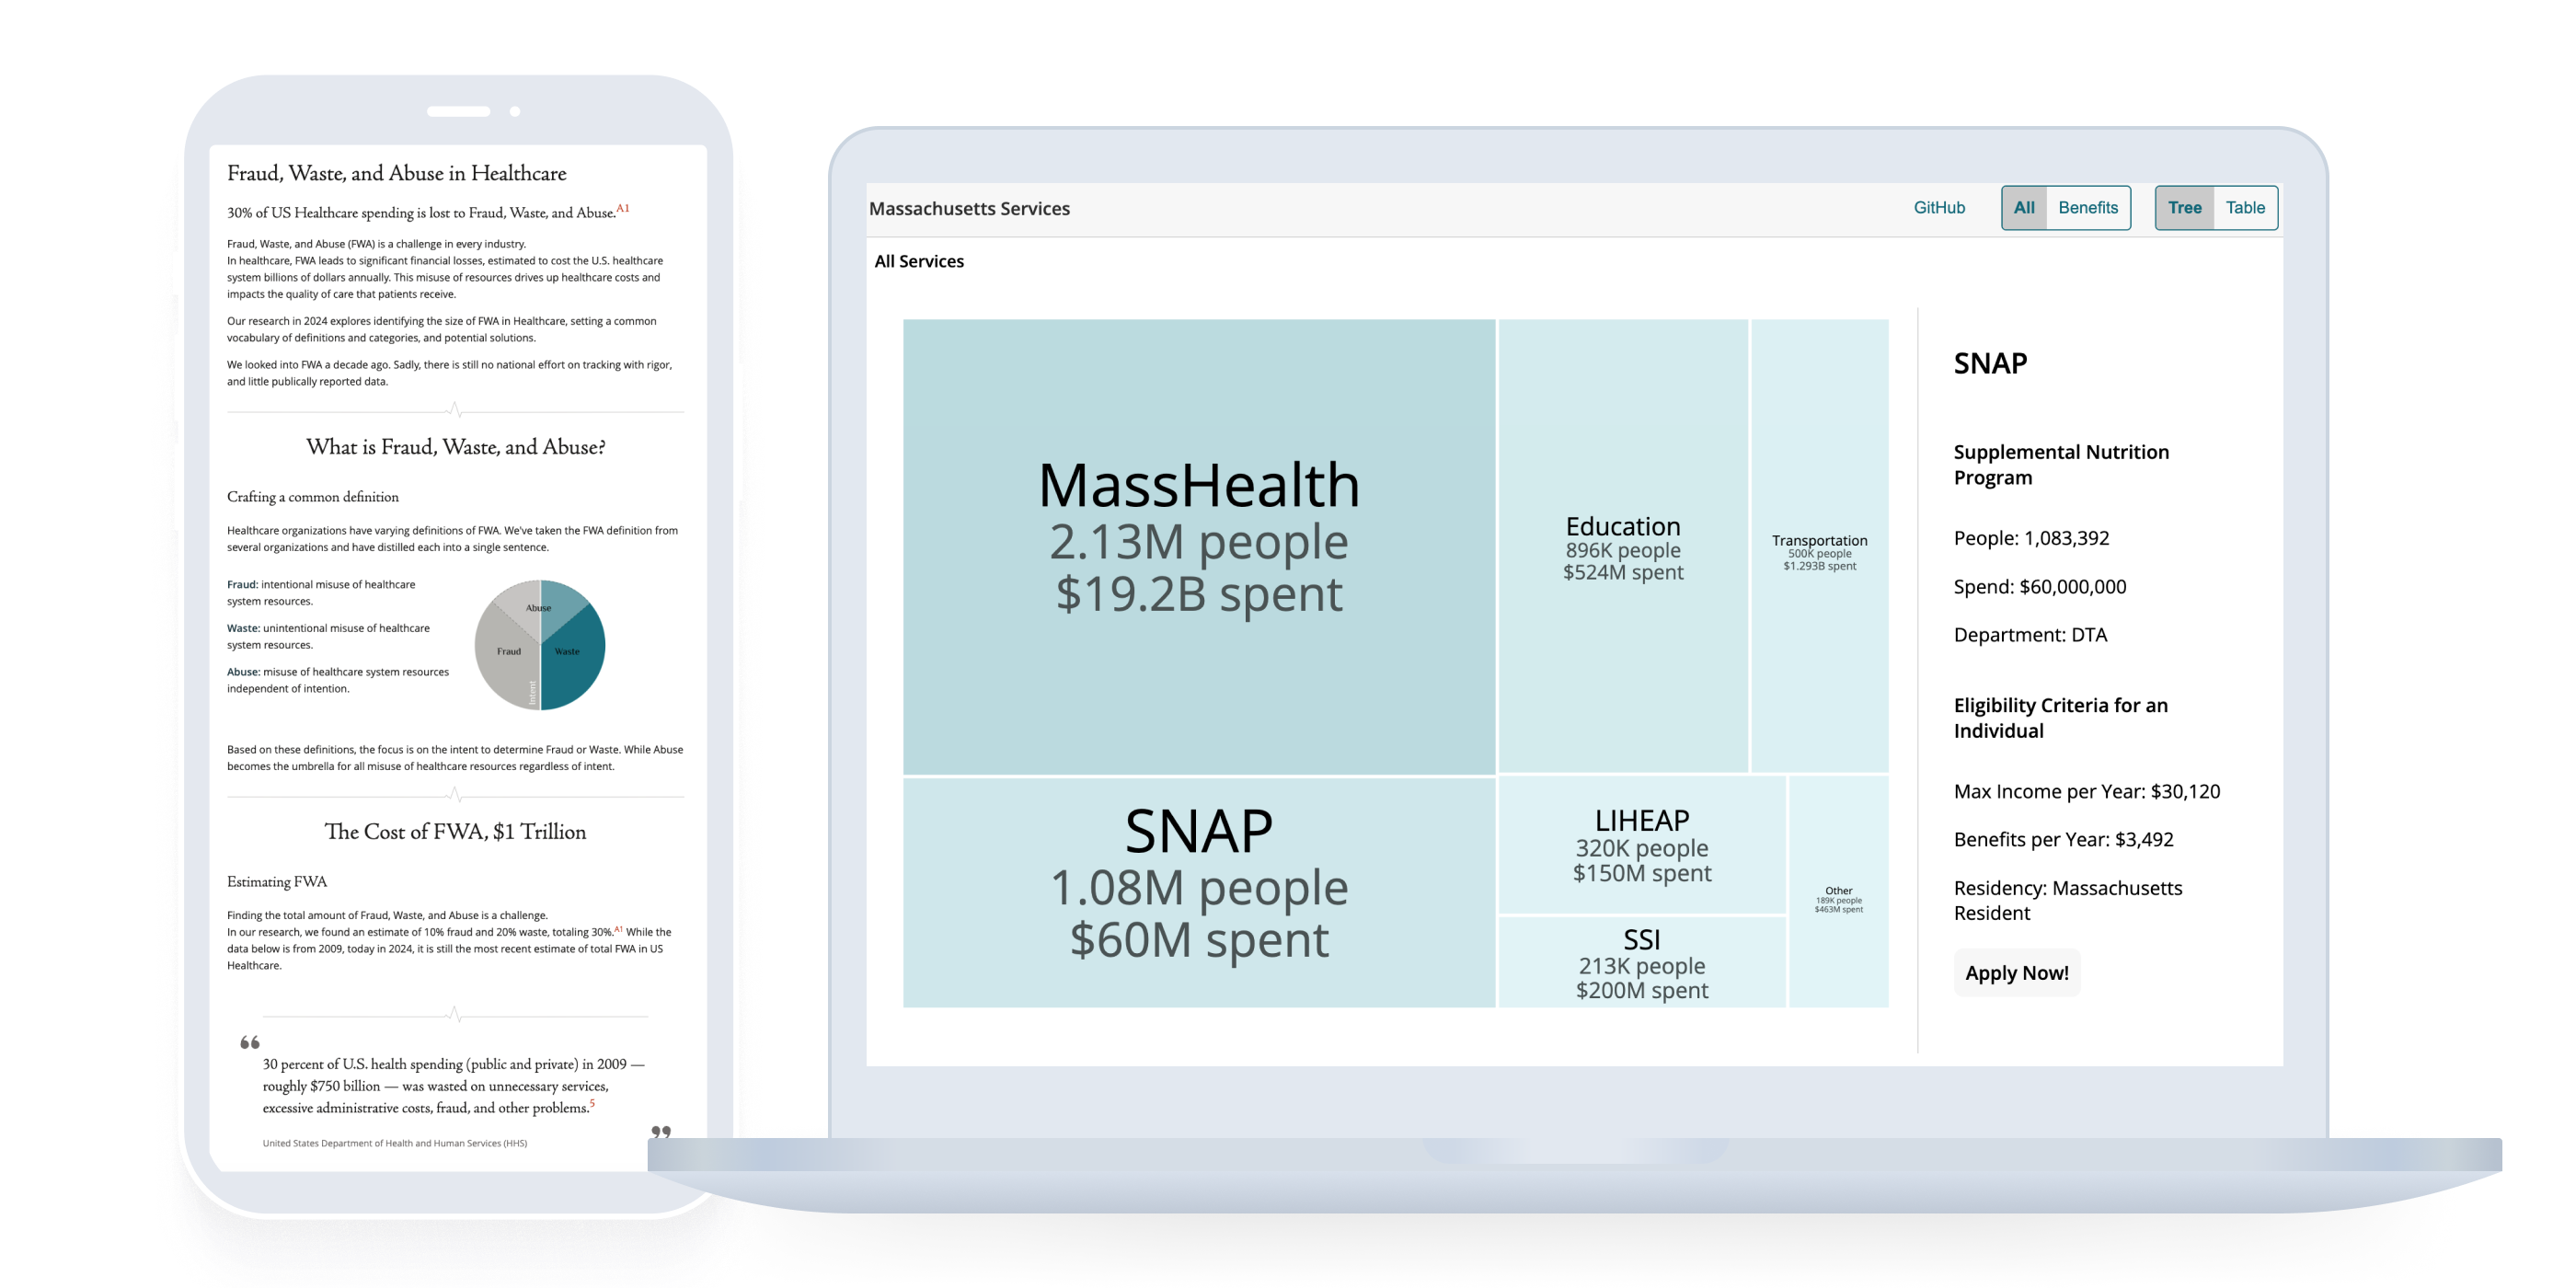 Fraud, Waste, and Abuse in Healthcare
30% of US Healthcare spending is lost to Fraud, Waste, and Abuse.A1
Fraud, Waste, and Abuse (FWA) is a challenge in every industry.
In healthcare, FWA leads to significant financial losses, estimated to cost the U.S. healthcare
system billions of dollars annually. This misuse of resources drives up healthcare costs and
impacts the quality of care that patients receive.
Our research in 2024 explores identifying the size of FWA in Healthcare, setting a common
vocabulary of definitions and categories, and potential solutions.
We looked into FWA a decade ago. Sadly, there is still no national effort on tracking with rigor,
and little publically reported data.
What is Fraud, Waste, and Abuse?
Crafting a common definition
Healthcare organizations have varying definitions of FWA. We've taken the FWA definition from
several organizations and have distilled each into a single sentence.
Fraud: intentional misuse of healthcare
system resources.
Waste: unintentional misuse of healthcare
system resources.
Abuse: misuse of healthcare system resources
independent of intention.
Abuse
Fraud
Waste
Intent
Based on these definitions, the focus is on the intent to determine Fraud or Waste. While Abuse
becomes the umbrella for all misuse of healthcare resources regardless of intent.
The Cost of FWA, $1 Trillion
Estimating FWA
Finding the total amount of Fraud, Waste, and Abuse is a challenge.
In our research, we found an estimate of 10% fraud and 20% waste, totaling 30%.A1 While the
data below is from 2009, today in 2024, it is still the most recent estimate of total FWA in US
Healthcare.
“
30 percent of U.S. health spending (public and private) in 2009 —
roughly $750 billion — was wasted on unnecessary services,
excessive administrative costs, fraud, and other problems.5
”
United States Department of Health and Human Services (HHS)
Massachusetts Services
GitHub
All
Benefits
Tree
Table
All Services
MassHealth
2.13M people
$19.2B spent
Education
896K people
$524M spent
Transportation
500K people
$1.293B spent
SNAP
1.08M people
$60M spent
LIHEAP
320K people
$150M spent
SSI
213K people
$200M spent
Other
189K people
$463M spent
SNAP
Supplemental Nutrition
Program
People: 1,083,392
Spend: $60,000,000
Department: DTA
Eligibility Criteria for an
Individual
Max Income per Year: $30,120
Benefits per Year: $3,492
Residency: Massachusetts
Resident
Apply Now!